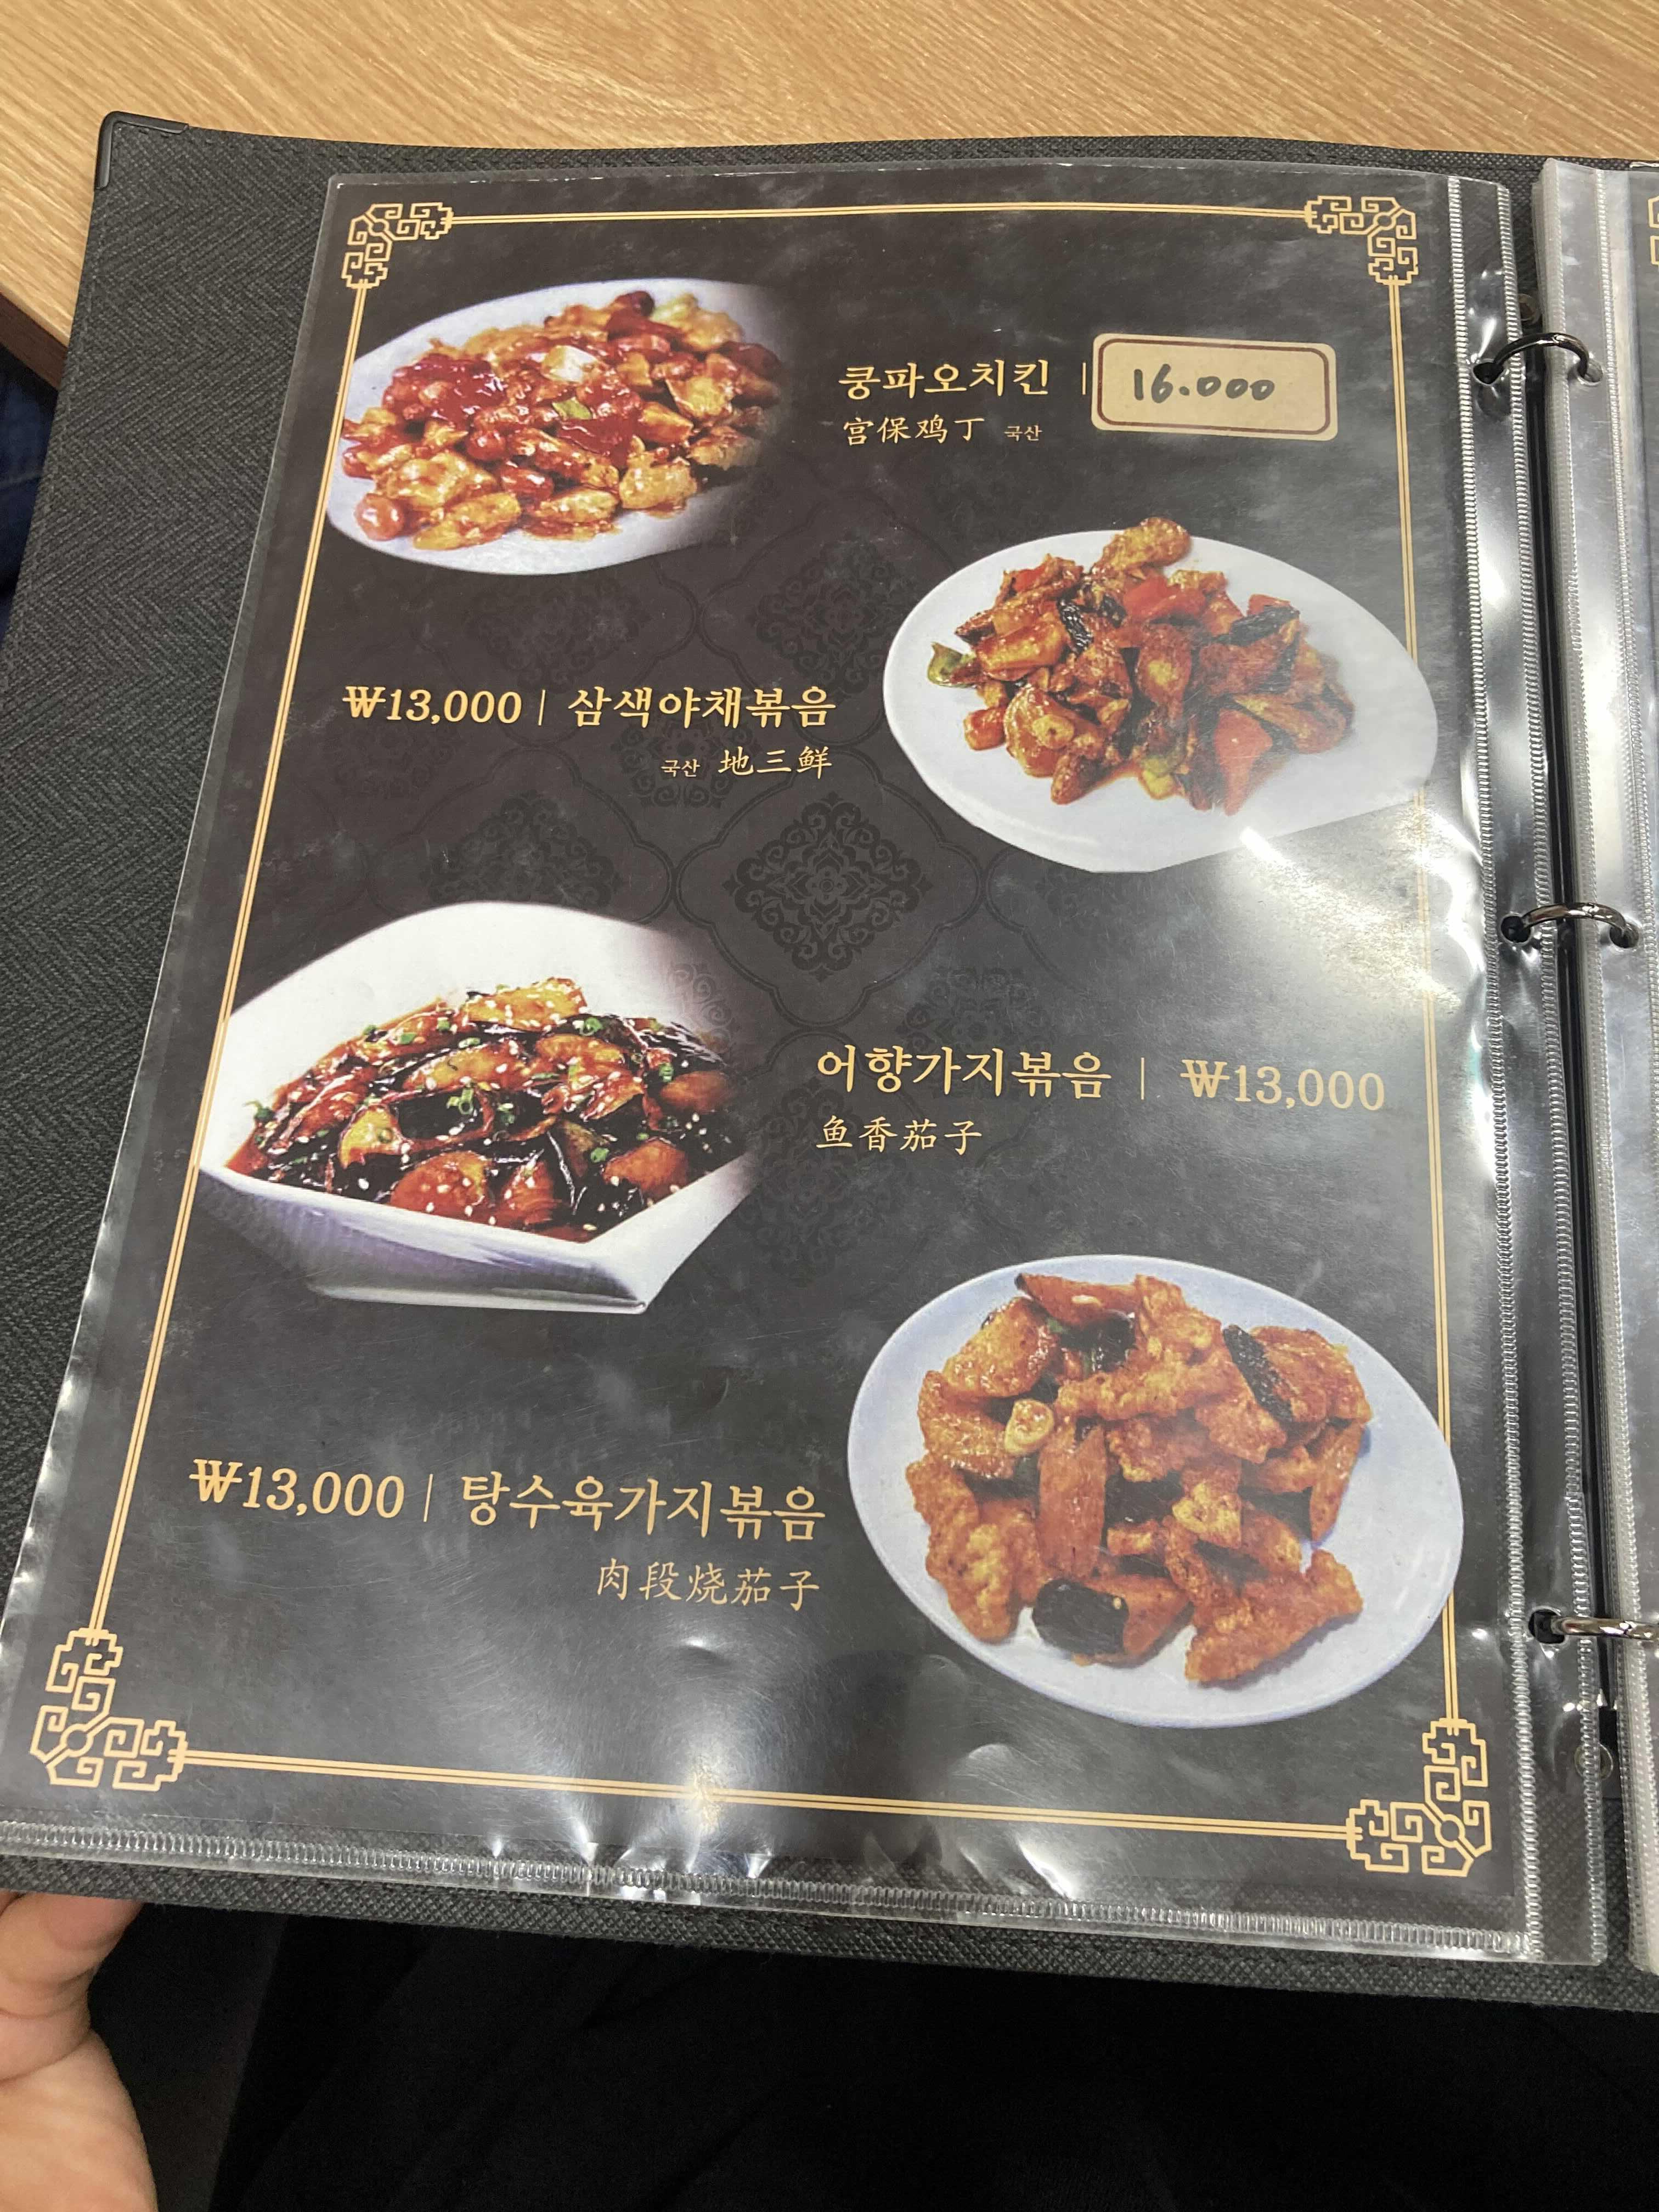 쿵파오치킨 | 16.000
宫保鸡丁 국산
₩13,000 | 삼색야채볶음
국산 地三鲜
어향가지볶음 | ₩13,000
鱼香茄子
₩13,000 | 탕수육가지볶음
肉段烧茄子